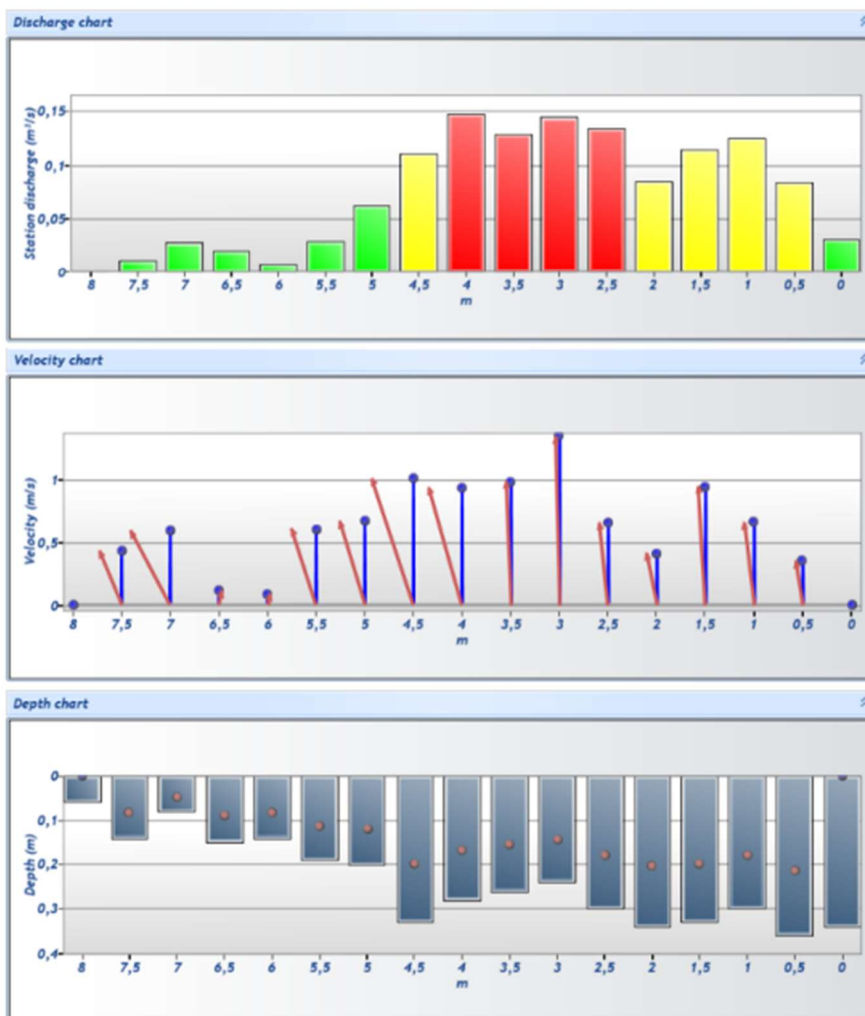 Discharge chart
Station discharge (m³/s)
0,15
0,1
0,05
0
8 7,5 7 6,5 6 5,5 5 4,5 4 3,5 3 2,5 2 1,5 1 0,5 0
m
Velocity chart
Velocity (m/s)
1
0,5
0
8 7,5 7 6,5 6 5,5 5 4,5 4 3,5 3 2,5 2 1,5 1 0,5 0
m
Depth chart
Depth (m)
0
0,1
0,2
0,3
0,4
8 7,5 7 6,5 6 5,5 5 4,5 4 3,5 3 2,5 2 1,5 1 0,5 0
m